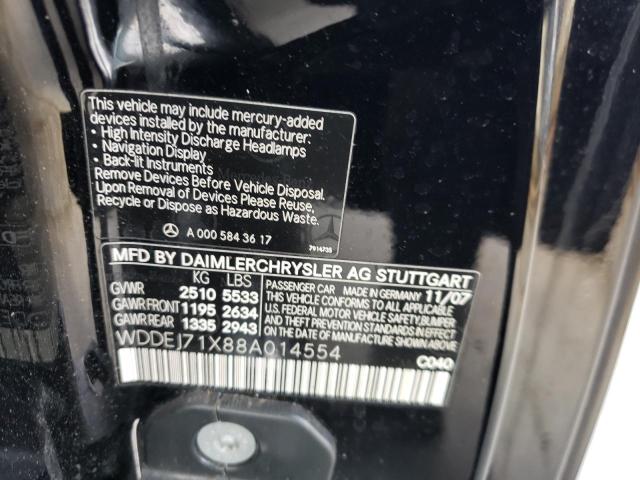 This vehicle may include mercury-added
devices installed by the manufacturer:
• High Intensity Discharge Headlamps
• Navigation Display
• Back-lit Instruments
Remove Devices Before Vehicle Disposal.
Upon Removal of Devices Please Reuse,
Recycle or Dispose as Hazardous Waste.
A 000 584 36 17
7914735
MFD BY DAIMLERCHRYSLER AG STUTTGART
KG LBS
GVWR 2510 5533
GAWR FRONT 1195 2634
GAWR REAR 1335 2943
PASSENGER CAR MADE IN GERMANY 11/07
THIS VEHICLE CONFORMS TO ALL APPLICABLE
U.S. FEDERAL MOTOR VEHICLE SAFETY, BUMPER
AND THEFT PREVENTION STANDARDS IN EFFECT
ON THE DATE OF MANUFACTURE SHOWN ABOVE
WDDEJ71X88A014554
C040